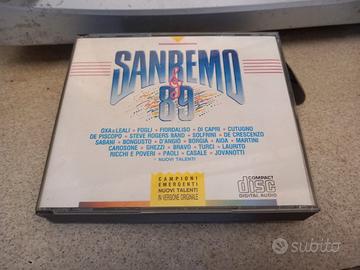 SANREMO
89
OXA & LEALI • FOGLI • FIORDALISO • DI CAPRI • CUTUGNO
DE PISCOPO • STEVE ROGERS BAND • SOLFRINI • DE CRESCENZO
SABANI • BONGUSTO • D'ANGIÒ • BORGIA • AIDA • MARTINI
CAROSONE • GHEZZI • BRAVO • TURCI • LAURITO
RICCHI E POVERI • PAOLI • CASALE • JOVANOTTI
NUOVI TALENTI
CAMPIONI
EMERGENTI
NUOVI TALENTI
IN VERSIONE ORIGINALE
COMPACT
disc
DIGITAL AUDIO
subito